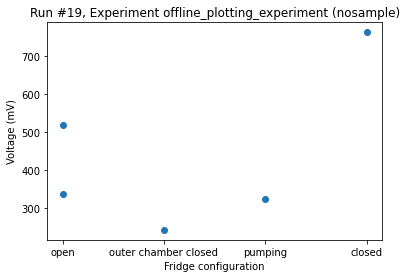 Run #19, Experiment offline_plotting_experiment (nosample)
700
600
500
400
300
Voltage (mV)
open
outer chamber closed
pumping
closed
Fridge configuration